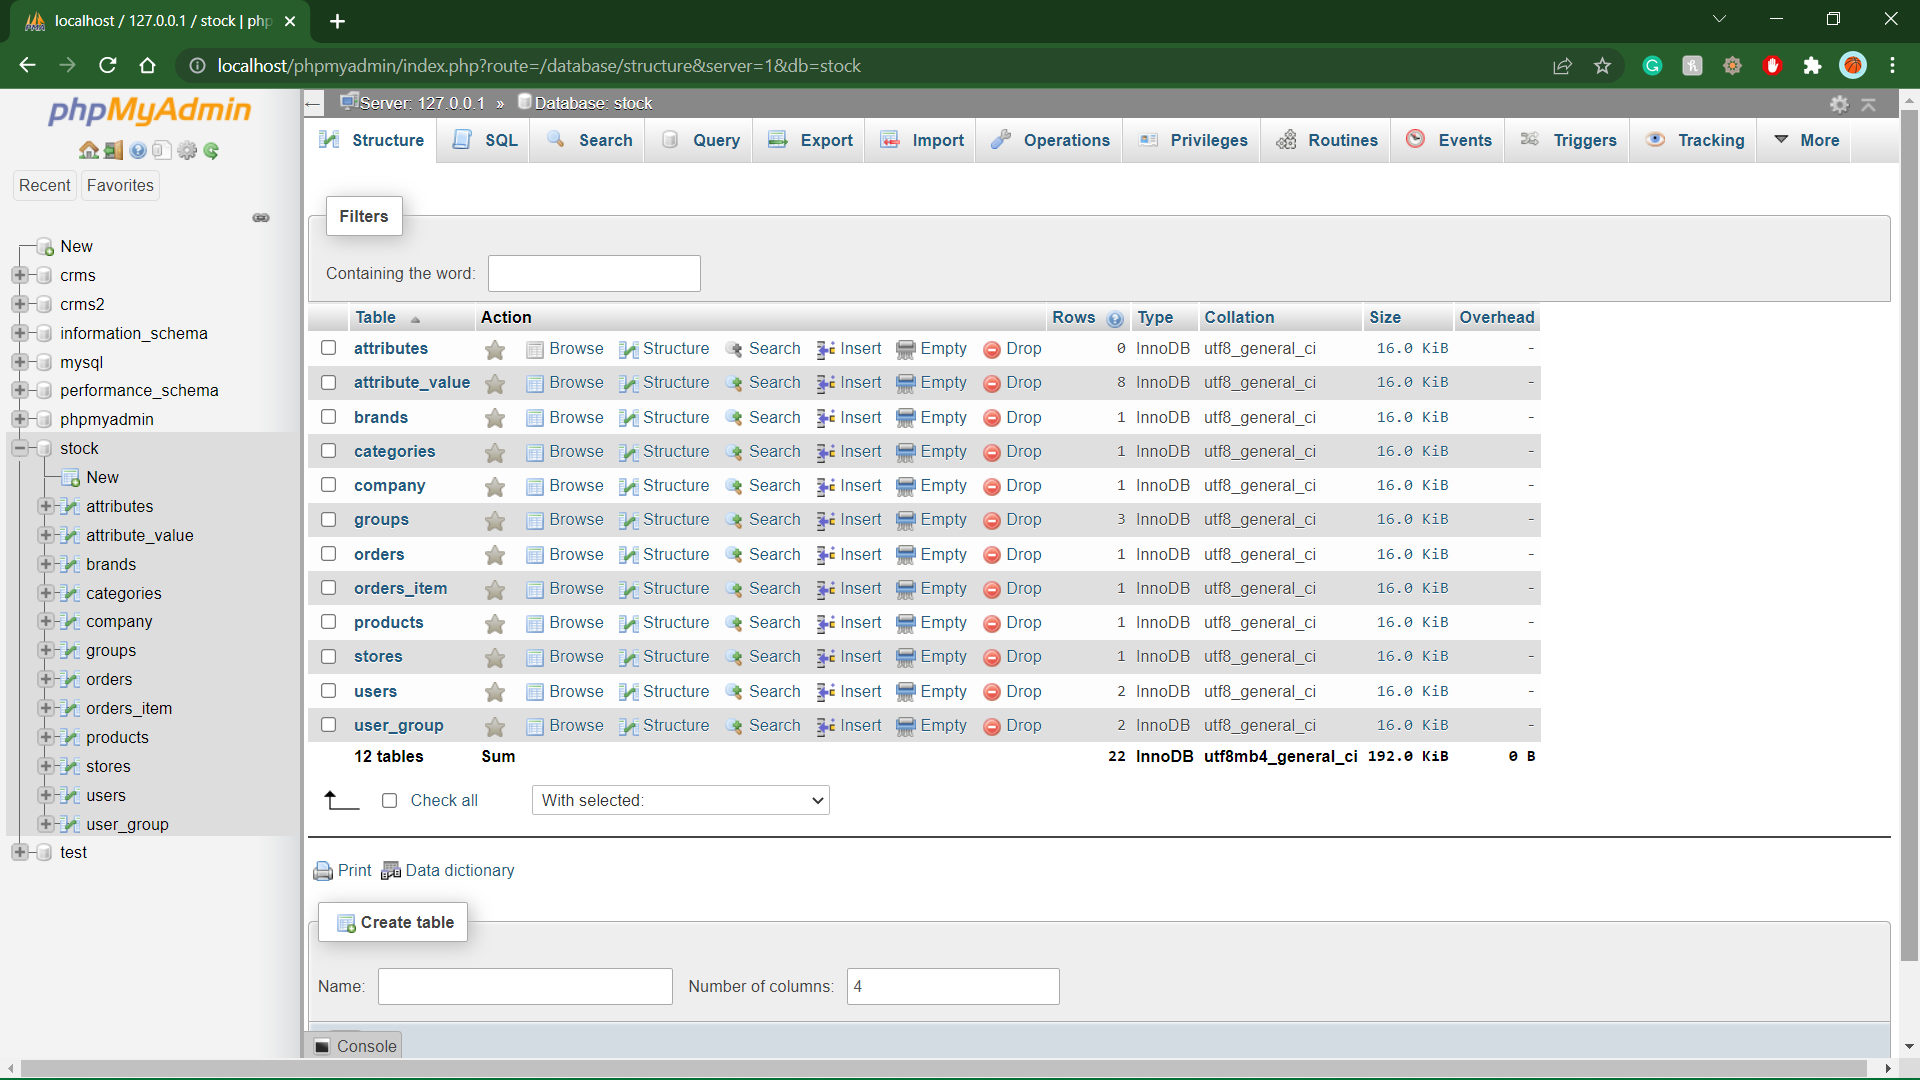 localhost / 127.0.0.1 / stock | php
localhost/phpmyadmin/index.php?route=/database/structure&server=1&db=stock
phpMyAdmin
Recent Favorites
New
crms
crms2
information_schema
mysql
performance_schema
phpmyadmin
stock
New
attributes
attribute_value
brands
categories
company
groups
orders
orders_item
products
stores
users
user_group
test
Server: 127.0.0.1 » Database: stock
Structure SQL Search Query Export Import Operations Privileges Routines Events Triggers Tracking More
Filters
Containing the word:
Table Action Rows Type Collation Size Overhead
attributes Browse Structure Search Insert Empty Drop 0 InnoDB utf8_general_ci 16.0 KiB -
attribute_value Browse Structure Search Insert Empty Drop 8 InnoDB utf8_general_ci 16.0 KiB -
brands Browse Structure Search Insert Empty Drop 1 InnoDB utf8_general_ci 16.0 KiB -
categories Browse Structure Search Insert Empty Drop 1 InnoDB utf8_general_ci 16.0 KiB -
company Browse Structure Search Insert Empty Drop 1 InnoDB utf8_general_ci 16.0 KiB -
groups Browse Structure Search Insert Empty Drop 3 InnoDB utf8_general_ci 16.0 KiB -
orders Browse Structure Search Insert Empty Drop 1 InnoDB utf8_general_ci 16.0 KiB -
orders_item Browse Structure Search Insert Empty Drop 1 InnoDB utf8_general_ci 16.0 KiB -
products Browse Structure Search Insert Empty Drop 1 InnoDB utf8_general_ci 16.0 KiB -
stores Browse Structure Search Insert Empty Drop 1 InnoDB utf8_general_ci 16.0 KiB -
users Browse Structure Search Insert Empty Drop 2 InnoDB utf8_general_ci 16.0 KiB -
user_group Browse Structure Search Insert Empty Drop 2 InnoDB utf8_general_ci 16.0 KiB -
12 tables Sum 22 InnoDB utf8mb4_general_ci 192.0 KiB 0 B
Check all With selected:
Print Data dictionary
Create table
Name: Number of columns: 4
Console